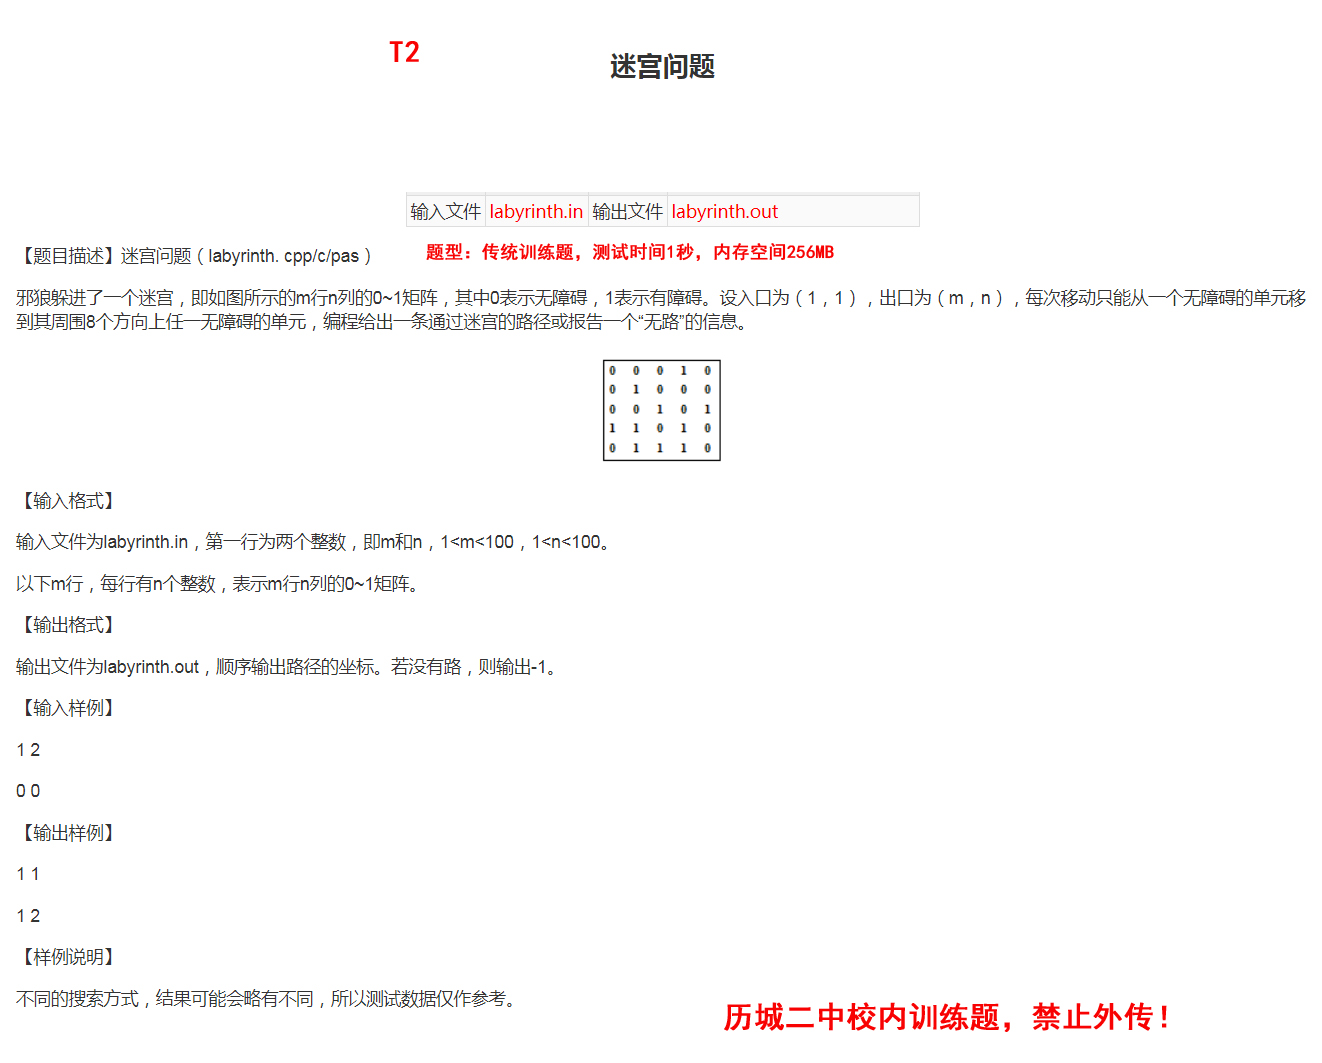 T2
迷宫问题
输入文件 labyrinth.in 输出文件 labyrinth.out
【题目描述】迷宫问题（labyrinth. cpp/c/pas）
题型：传统训练题，测试时间1秒，内存空间256MB
邪狼躲进了一个迷宫，即如图所示的m行n列的0~1矩阵，其中0表示无障碍，1表示有障碍。设入口为（1，1），出口为（m，n），每次移动只能从一个无障碍的单元移
到其周围8个方向上任一无障碍的单元，编程给出一条通过迷宫的路径或报告一个“无路”的信息。
0 0 0 1 0
0 1 0 0 0
0 0 1 0 1
1 1 0 1 0
0 1 1 1 0
【输入格式】
输入文件为labyrinth.in，第一行为两个整数，即m和n，1<m<100，1<n<100。
以下m行，每行有n个整数，表示m行n列的0~1矩阵。
【输出格式】
输出文件为labyrinth.out，顺序输出路径的坐标。若没有路，则输出-1。
【输入样例】
1 2
0 0
【输出样例】
1 1
1 2
【样例说明】
不同的搜索方式，结果可能会略有不同，所以测试数据仅作参考。
历城二中校内训练题，禁止外传！